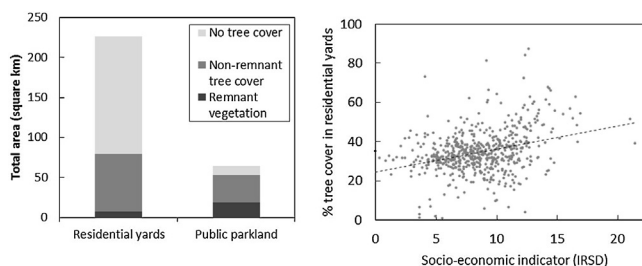 250
200
150
100
50
0
Total area (square km)
No tree cover
Non-remnant
tree cover
Remnant
vegetation
Residential yards
Public parkland
100
80
60
40
20
0
% tree cover in residential yards
0
5
10
15
20
Socio-economic indicator (IRSD)